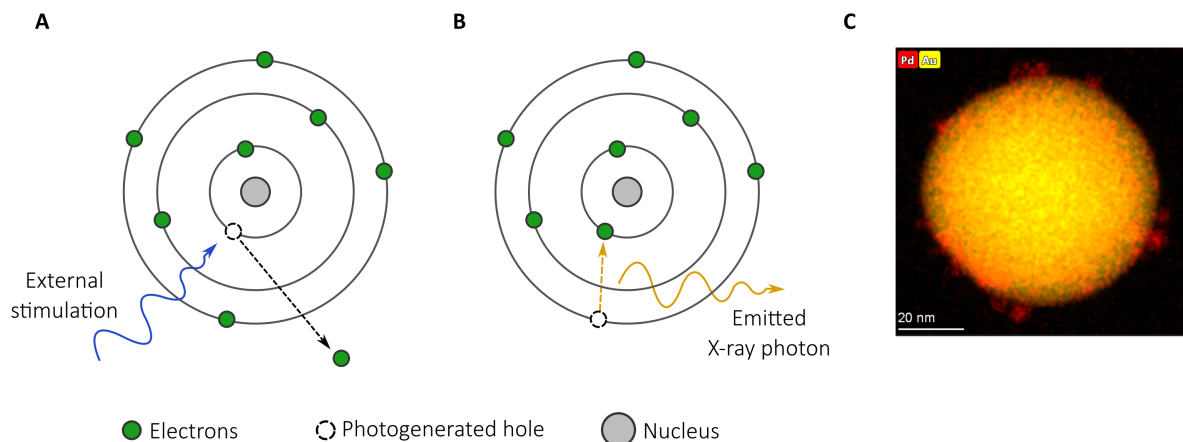 A
B
C
External
stimulation
Emitted
X-ray photon
Pd Au
20 nm
Electrons
Photogenerated hole
Nucleus